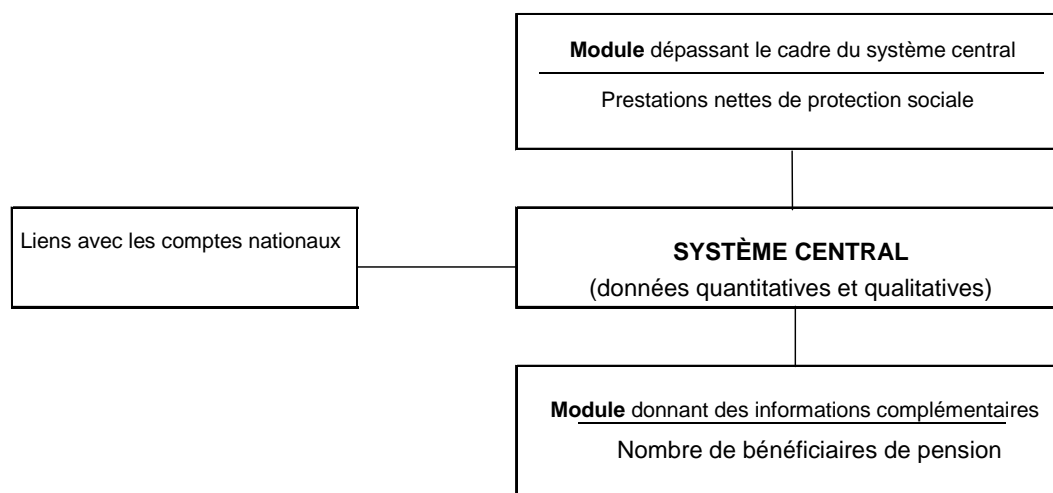 Module dépassant le cadre du système central
Prestations nettes de protection sociale
Liens avec les comptes nationaux
SYSTÈME CENTRAL
(données quantitatives et qualitatives)
Module donnant des informations complémentaires
Nombre de bénéficiaires de pension